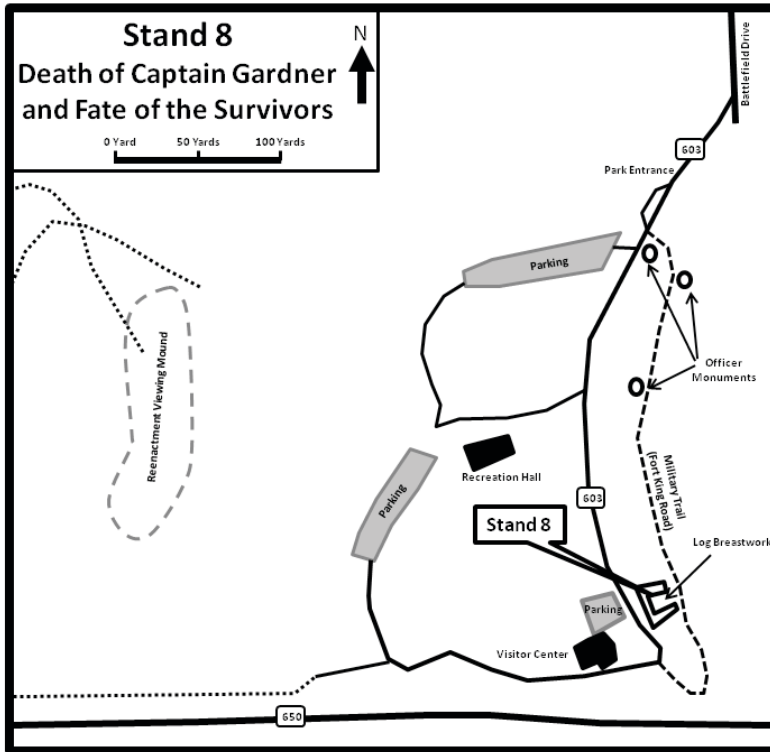 Stand 8
Death of Captain Gardner
and Fate of the Survivors
N
0 Yard
50 Yards
100 Yards
Battlefield Drive
603
Park Entrance
Parking
Officer
Monuments
Reenactment Viewing Mound
Recreation Hall
Parking
Military Trail
(Fort King Road)
603
Stand 8
Log Breastwork
Parking
Visitor Center
650